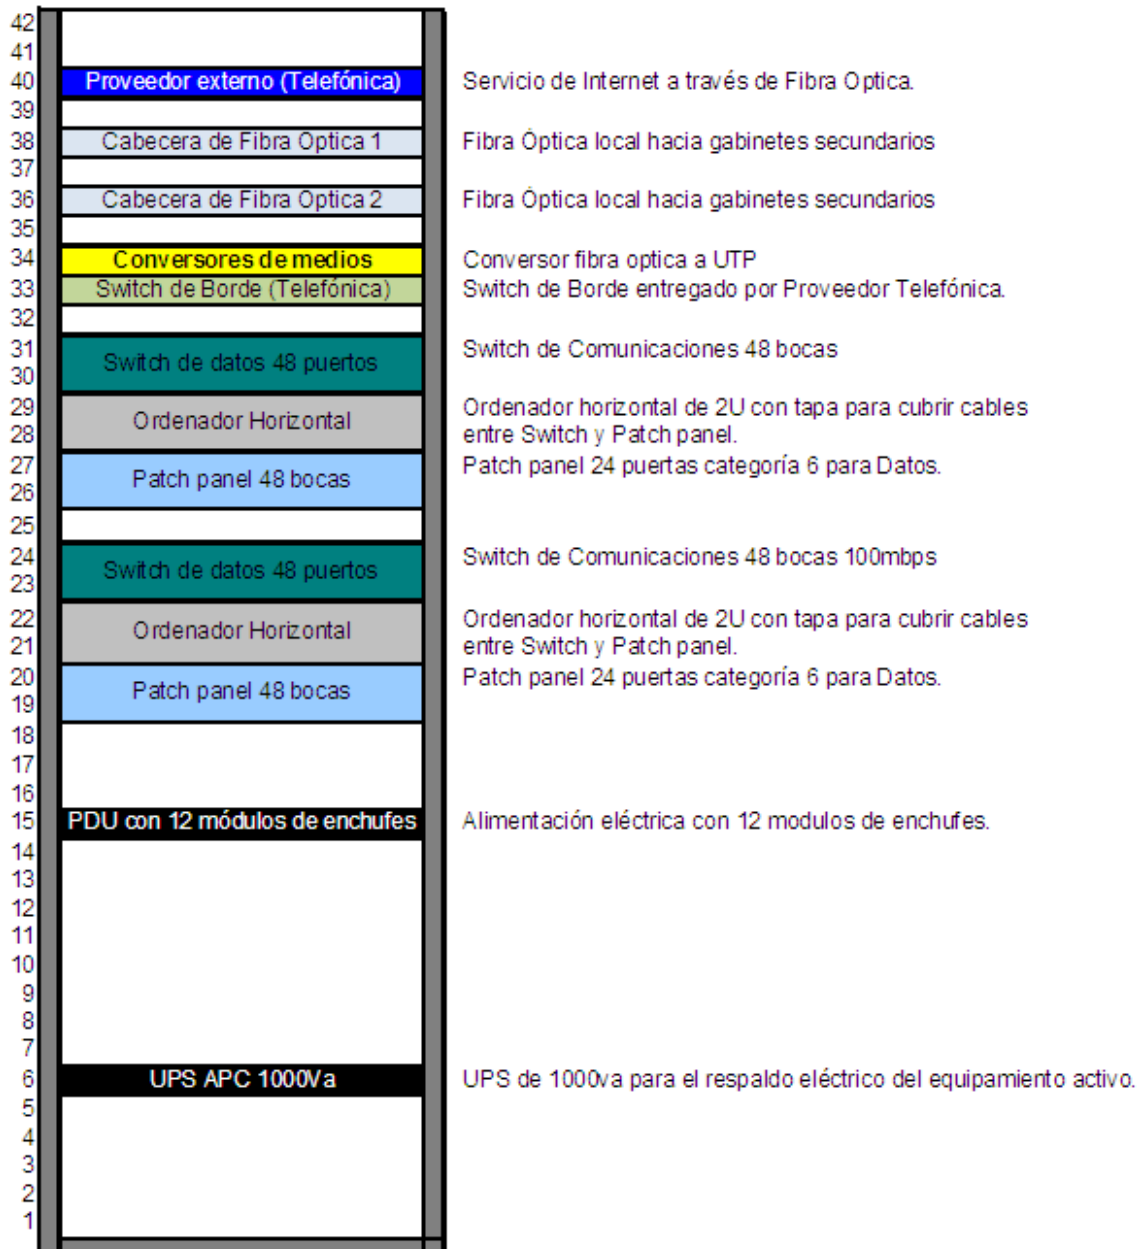 42
41
40 Proveedor externo (Telefónica) Servicio de Internet a través de Fibra Optica.
39
38 Cabecera de Fibra Optica 1 Fibra Óptica local hacia gabinetes secundarios
37
36 Cabecera de Fibra Optica 2 Fibra Óptica local hacia gabinetes secundarios
35
34 Conversores de medios Conversor fibra optica a UTP
33 Switch de Borde (Telefónica) Switch de Borde entregado por Proveedor Telefónica.
32
31 Switch de Comunicaciones 48 bocas
Switch de datos 48 puertos
30
29 Ordenador horizontal de 2U con tapa para cubrir cables
Ordenador Horizontal
28 entre Switch y Patch panel.
27 Patch panel 24 puertas categoría 6 para Datos.
Patch panel 48 bocas
26
25
24 Switch de Comunicaciones 48 bocas 100mbps
Switch de datos 48 puertos
23
22 Ordenador horizontal de 2U con tapa para cubrir cables
Ordenador Horizontal
21 entre Switch y Patch panel.
20 Patch panel 24 puertas categoría 6 para Datos.
Patch panel 48 bocas
19
18
17
16
15 PDU con 12 módulos de enchufes Alimentación eléctrica con 12 modulos de enchufes.
14
13
12
11
10
9
8
7
6 UPS APC 1000Va UPS de 1000va para el respaldo eléctrico del equipamiento activo.
5
4
3
2
1